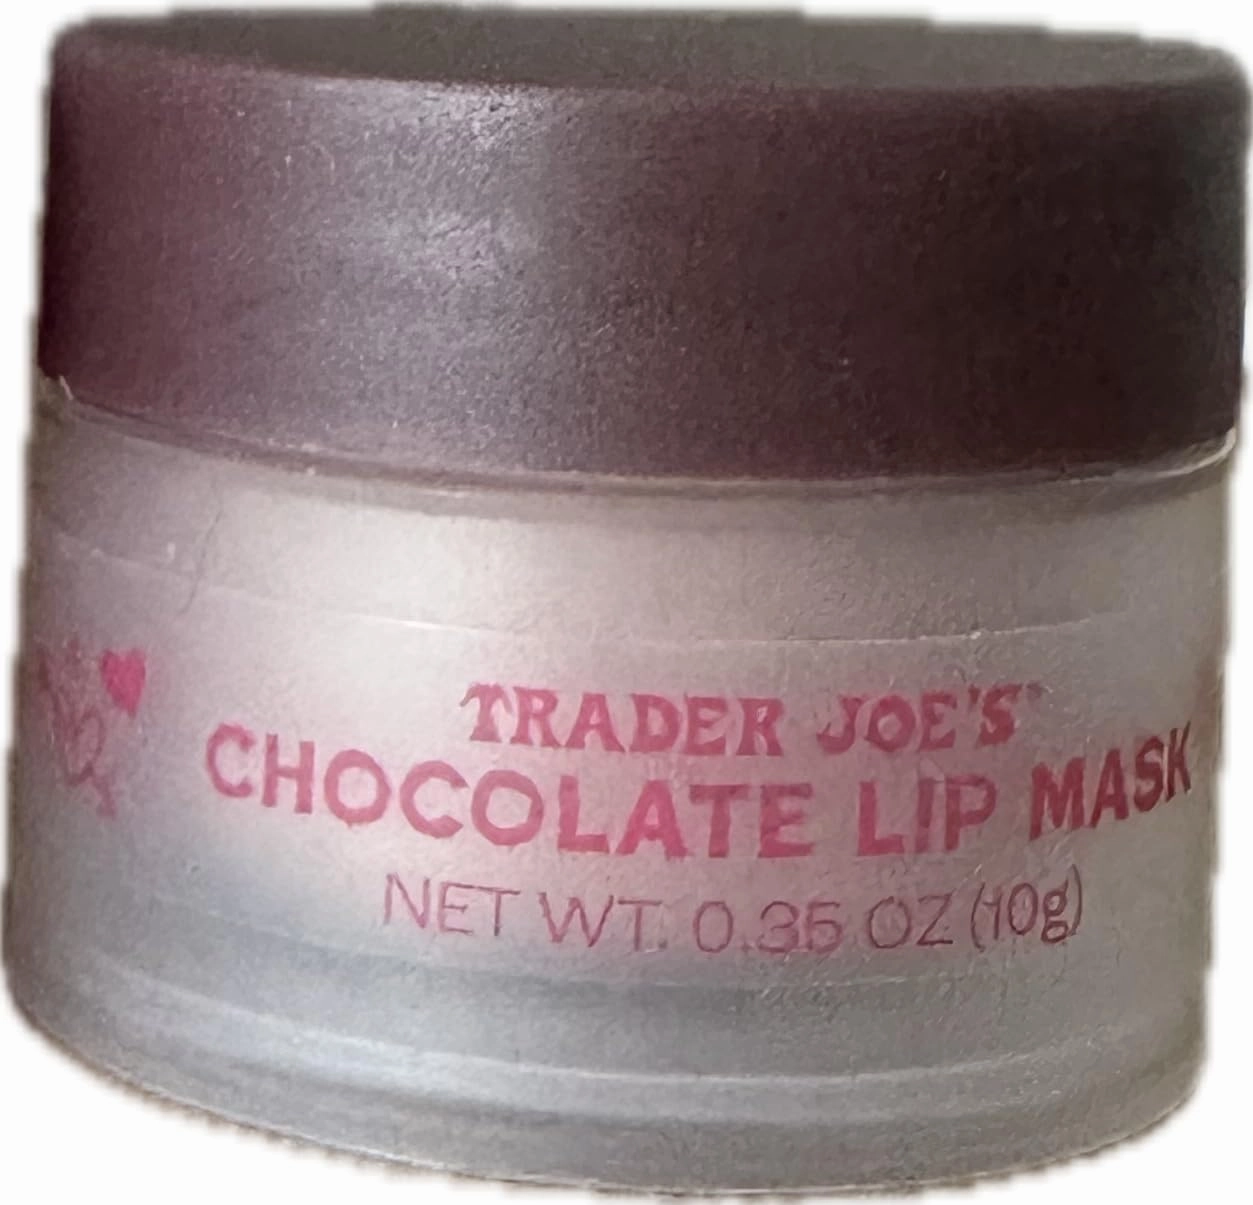 TRADER JOE'S
CHOCOLATE LIP MASK
NET WT. 0.35 OZ (10g)